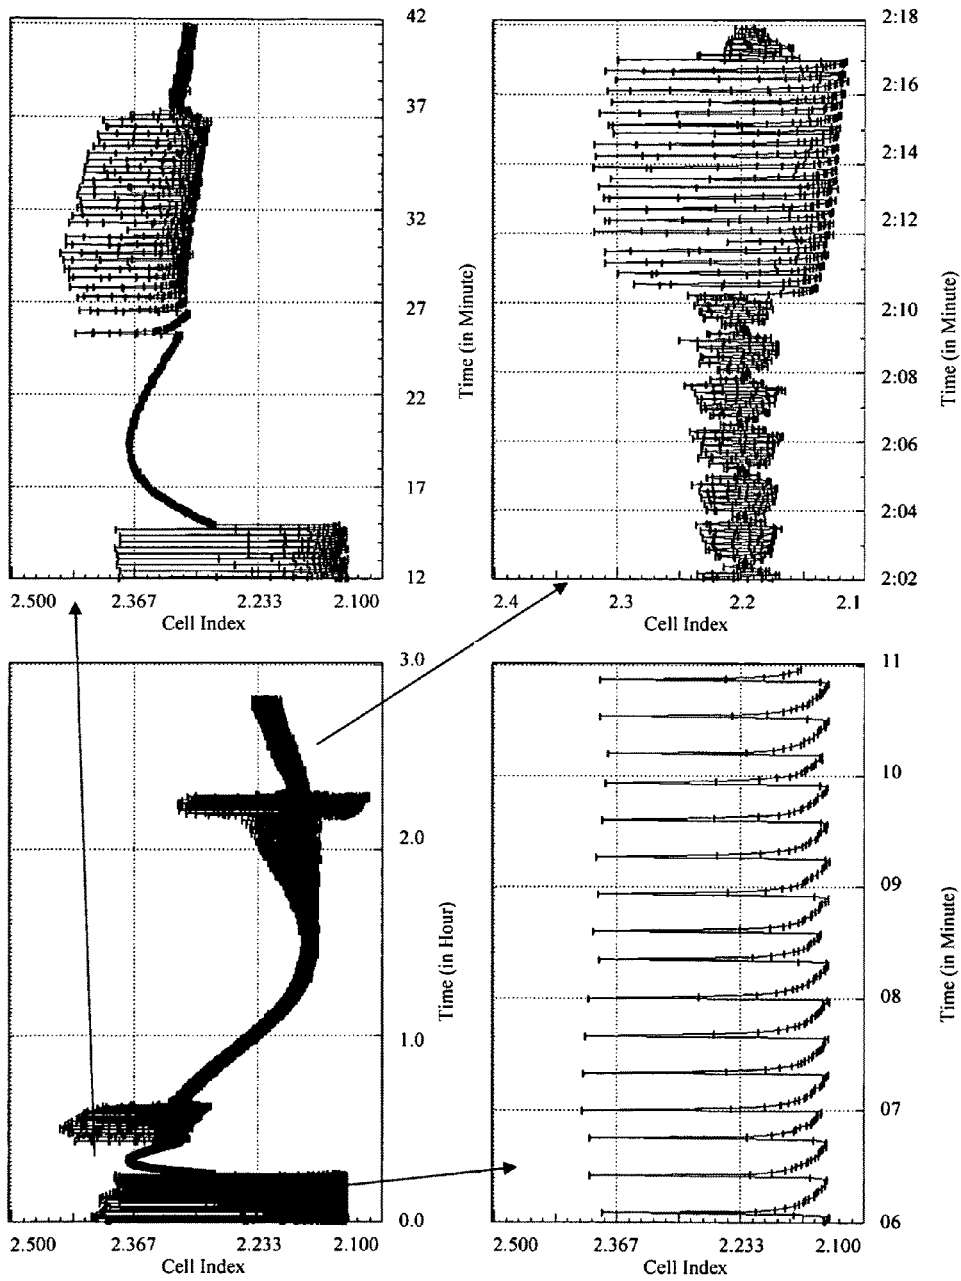 42
37
32
27
22
17
12
Time (in Minute)
2.500 2.367 2.233 2.100
Cell Index
2:18
2:16
2:14
2:12
2:10
2:08
2:06
2:04
2:02
Time (in Minute)
2.4 2.3 2.2 2.1
Cell Index
3.0
2.0
1.0
0.0
Time (in Hour)
2.500 2.367 2.233 2.100
Cell Index
11
10
09
08
07
06
Time (in Minute)
2.500 2.367 2.233 2.100
Cell Index